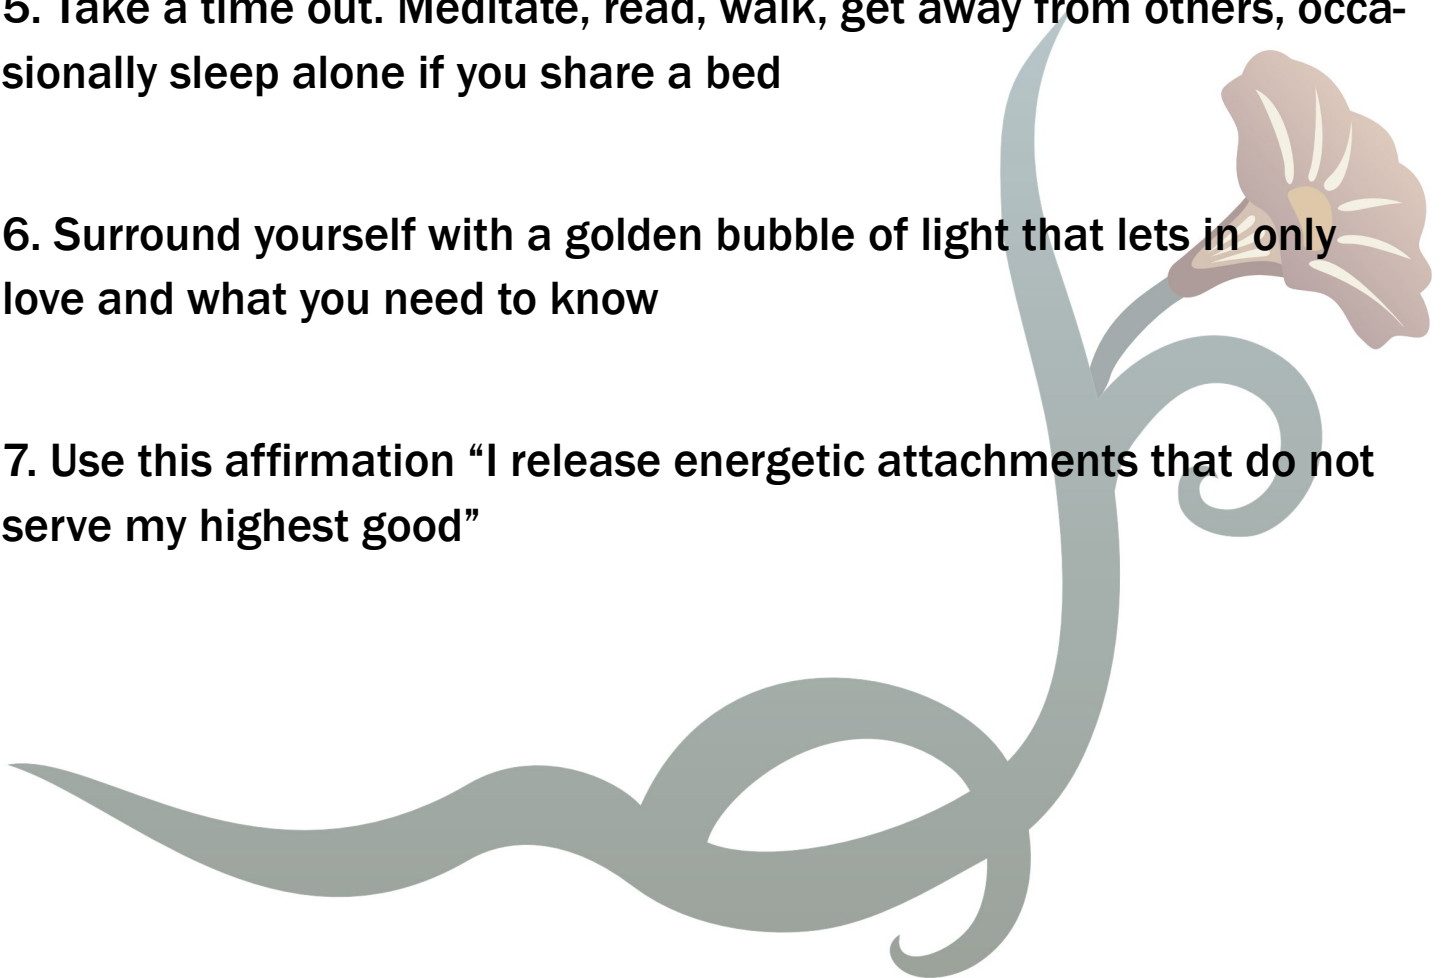 5. Take a time out. Meditate, read, walk, get away from others, occa-
sionally sleep alone if you share a bed
6. Surround yourself with a golden bubble of light that lets in only
love and what you need to know
7. Use this affirmation “I release energetic attachments that do not
serve my highest good”